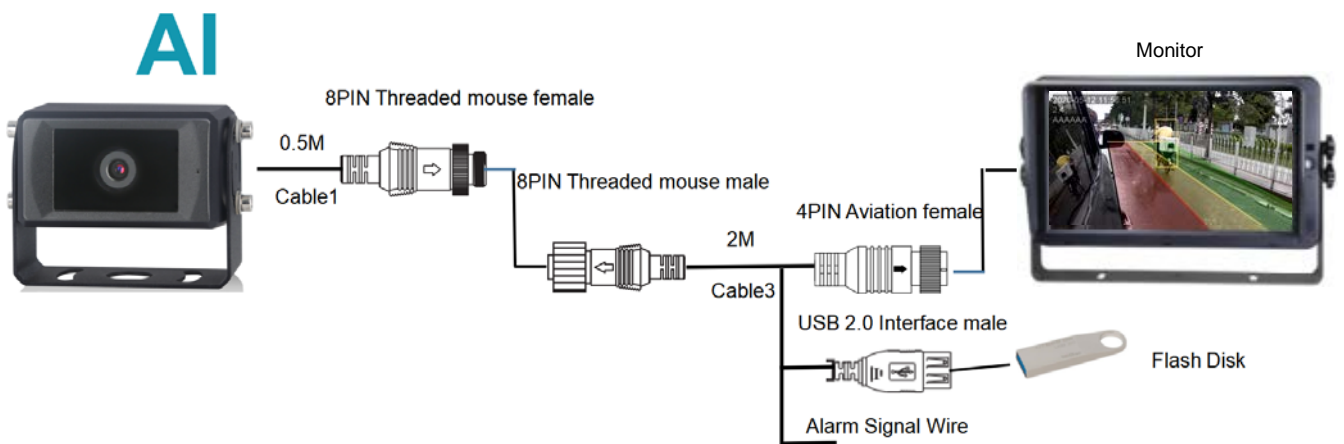 AI
Monitor
8PIN Threaded mouse female
0.5M
Cable1
8PIN Threaded mouse male
4PIN Aviation female
2M
Cable3
USB 2.0 Interface male
Flash Disk
Alarm Signal Wire
AAAAAA